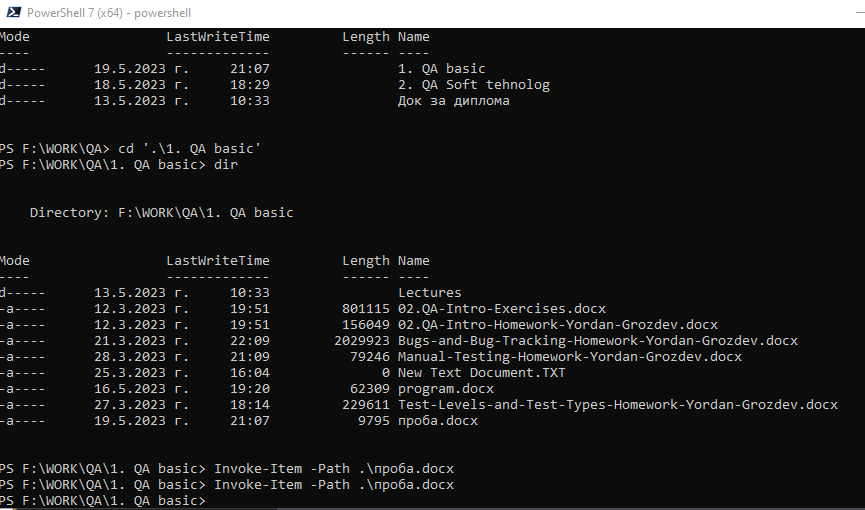 PowerShell 7 (x64) - powershell
Mode LastWriteTime Length Name
---- ------------- ------ ----
d----- 19.5.2023 г. 21:07 1. QA basic
d----- 18.5.2023 г. 18:29 2. QA Soft tehnolog
d----- 13.5.2023 г. 10:33 Док за диплома
PS F:\WORK\QA> cd '.\1. QA basic'
PS F:\WORK\QA\1. QA basic> dir
Directory: F:\WORK\QA\1. QA basic
Mode LastWriteTime Length Name
---- ------------- ------ ----
d----- 13.5.2023 г. 10:33 Lectures
-a---- 12.3.2023 г. 19:51 801115 02.QA-Intro-Exercises.docx
-a---- 12.3.2023 г. 19:51 156049 02.QA-Intro-Homework-Yordan-Grozdev.docx
-a---- 21.3.2023 г. 22:09 2029923 Bugs-and-Bug-Tracking-Homework-Yordan-Grozdev.docx
-a---- 28.3.2023 г. 21:09 79246 Manual-Testing-Homework-Yordan-Grozdev.docx
-a---- 25.3.2023 г. 16:04 0 New Text Document.TXT
-a---- 16.5.2023 г. 19:20 62309 program.docx
-a---- 27.3.2023 г. 18:14 229611 Test-Levels-and-Test-Types-Homework-Yordan-Grozdev.docx
-a---- 19.5.2023 г. 21:07 9795 проба.docx
PS F:\WORK\QA\1. QA basic> Invoke-Item -Path .\проба.docx
PS F:\WORK\QA\1. QA basic> Invoke-Item -Path .\проба.docx
PS F:\WORK\QA\1. QA basic>